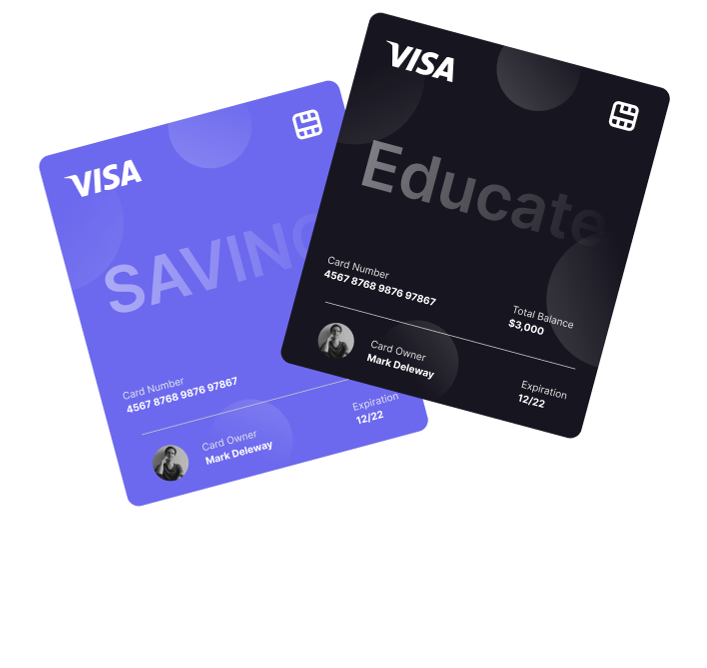 VISA
SAVIN
Card Number
4567 8768 9876 97867
Card Owner
Mark Deleway
Expiration
12/22
VISA
Educate
Card Number
4567 8768 9876 97867
Total Balance
$3,000
Card Owner
Mark Deleway
Expiration
12/22